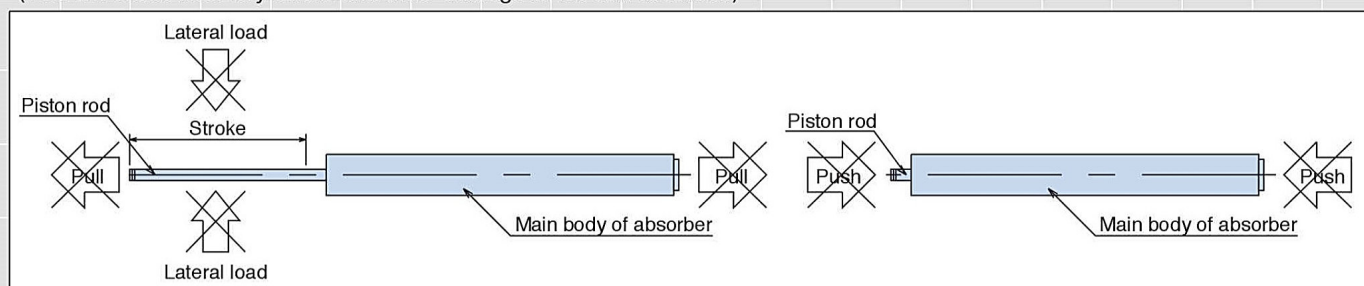 Lateral load
Piston rod
Stroke
Pull
Pull
Main body of absorber
Lateral load
Piston rod
Push
Push
Main body of absorber